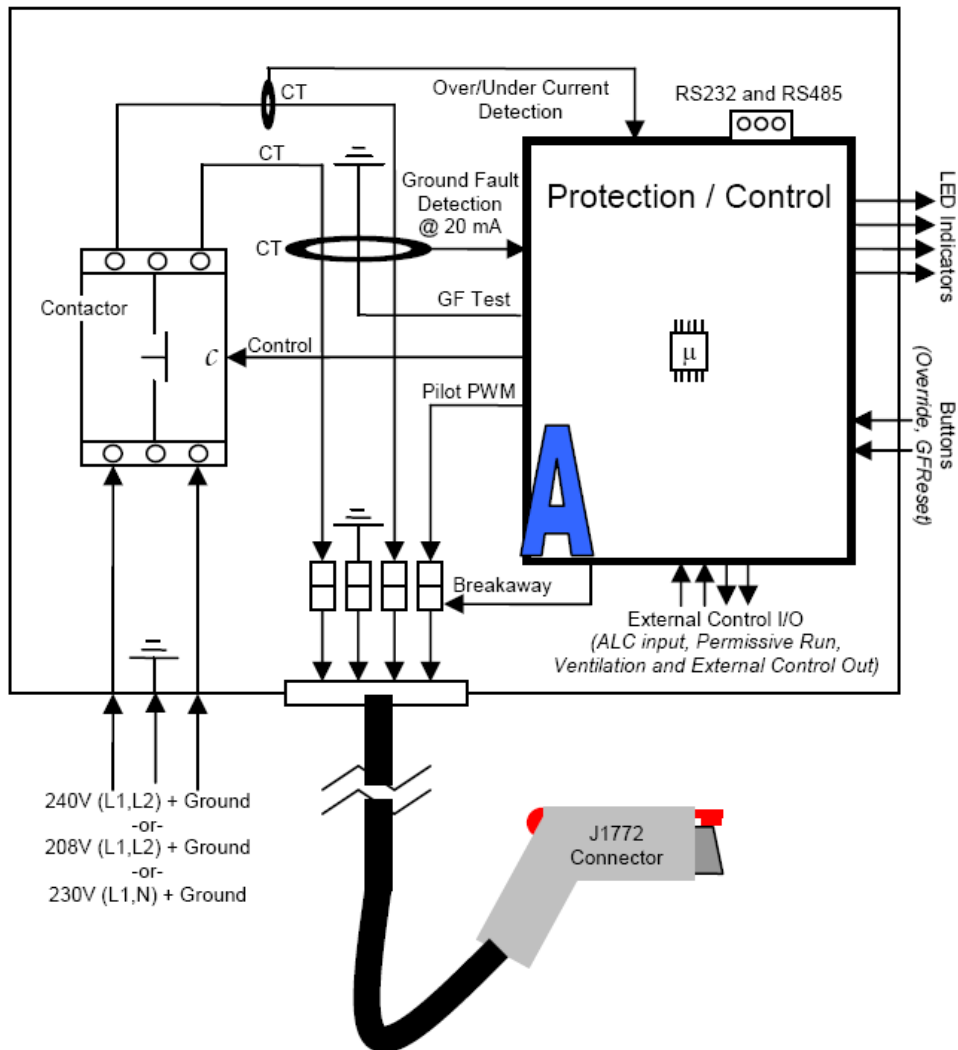 CT
Over/Under Current
Detection
RS232 and RS485
CT
Ground Fault
Detection
@ 20 mA
Protection / Control
LED Indicators
CT
Contactor
GF Test
μ
C
Control
Pilot PWM
Buttons
(Override, GFReset)
A
Breakaway
External Control I/O
(ALC input, Permissive Run,
Ventilation and External Control Out)
240V (L1,L2) + Ground
-or-
208V (L1,L2) + Ground
-or-
230V (L1,N) + Ground
J1772
Connector